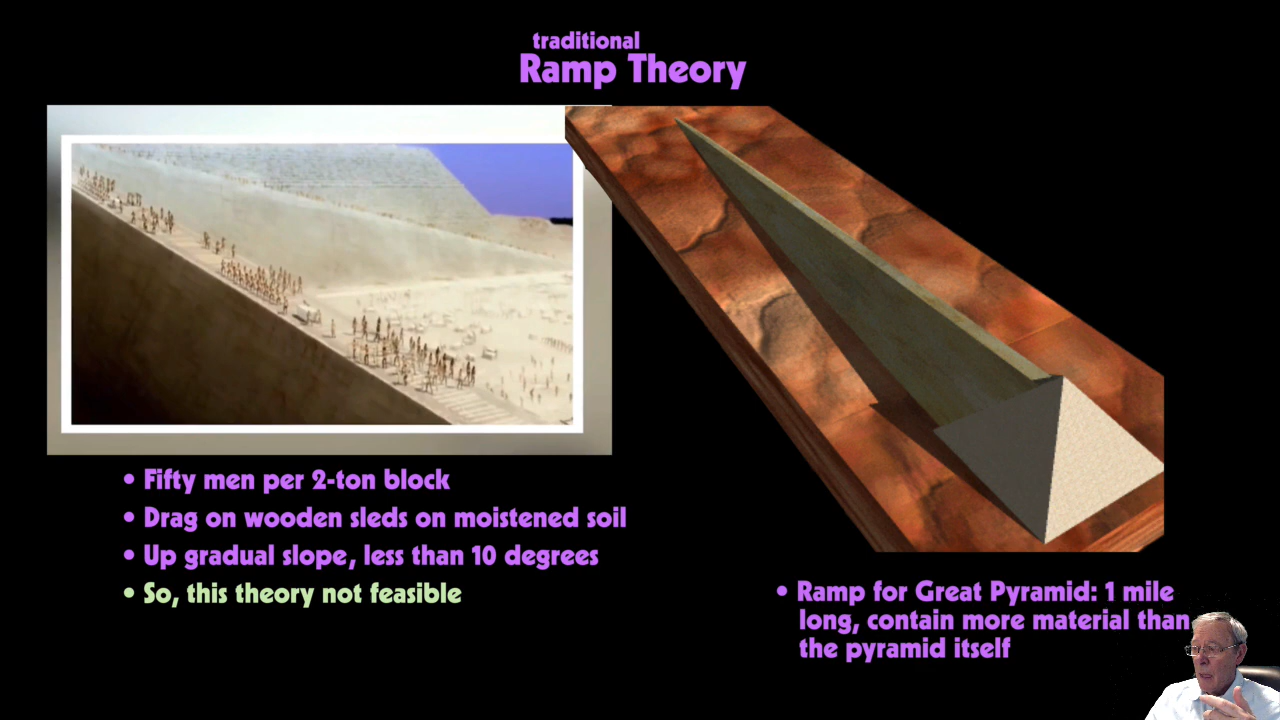 traditional
Ramp Theory
• Fifty men per 2-ton block
• Drag on wooden sleds on moistened soil
• Up gradual slope, less than 10 degrees
• So, this theory not feasible
• Ramp for Great Pyramid: 1 mile
long, contain more material than
the pyramid itself